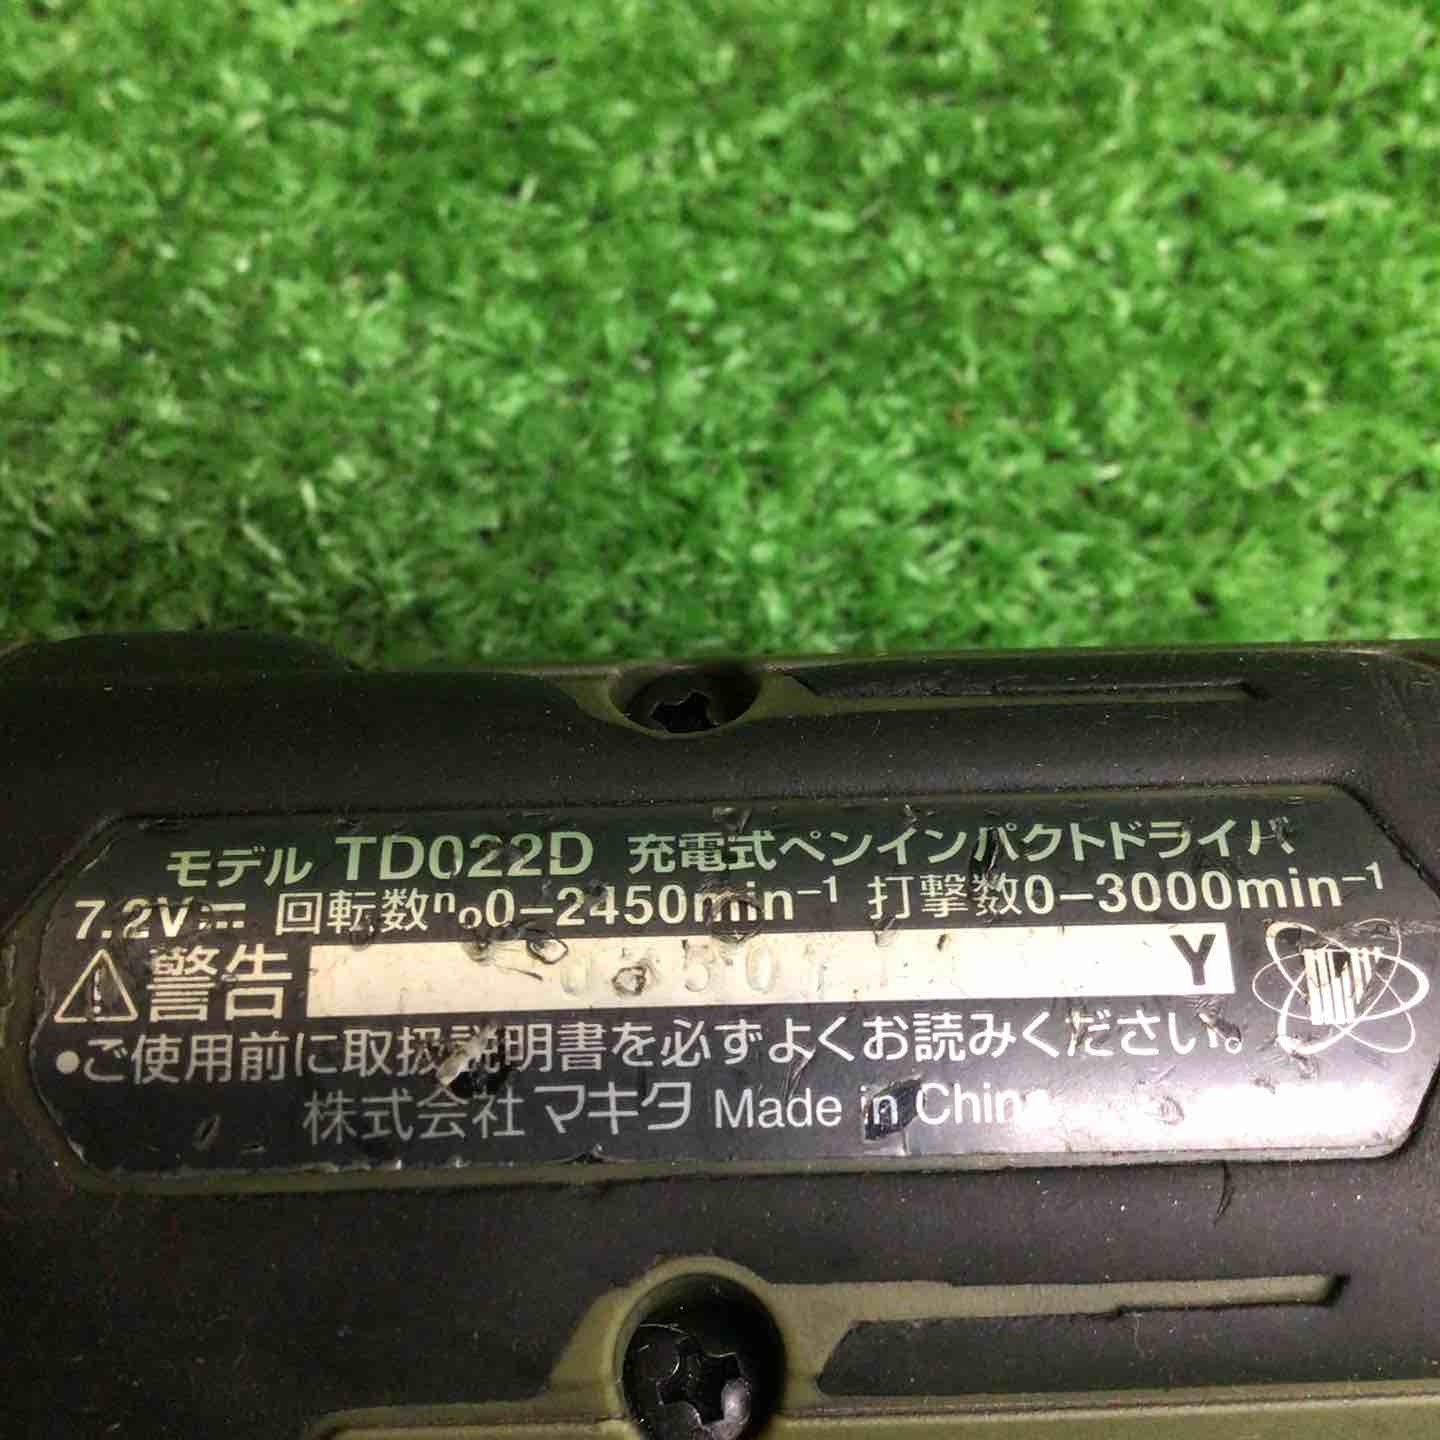 モデル TD022D 充電式ペンインパクトドライバ
7.2V⎓ 回転数n₀0-2450min⁻¹ 打撃数0-3000min⁻¹
⚠警告 Y
•ご使用前に取扱説明書を必ずよくお読みください。
株式会社マキタ Made in China